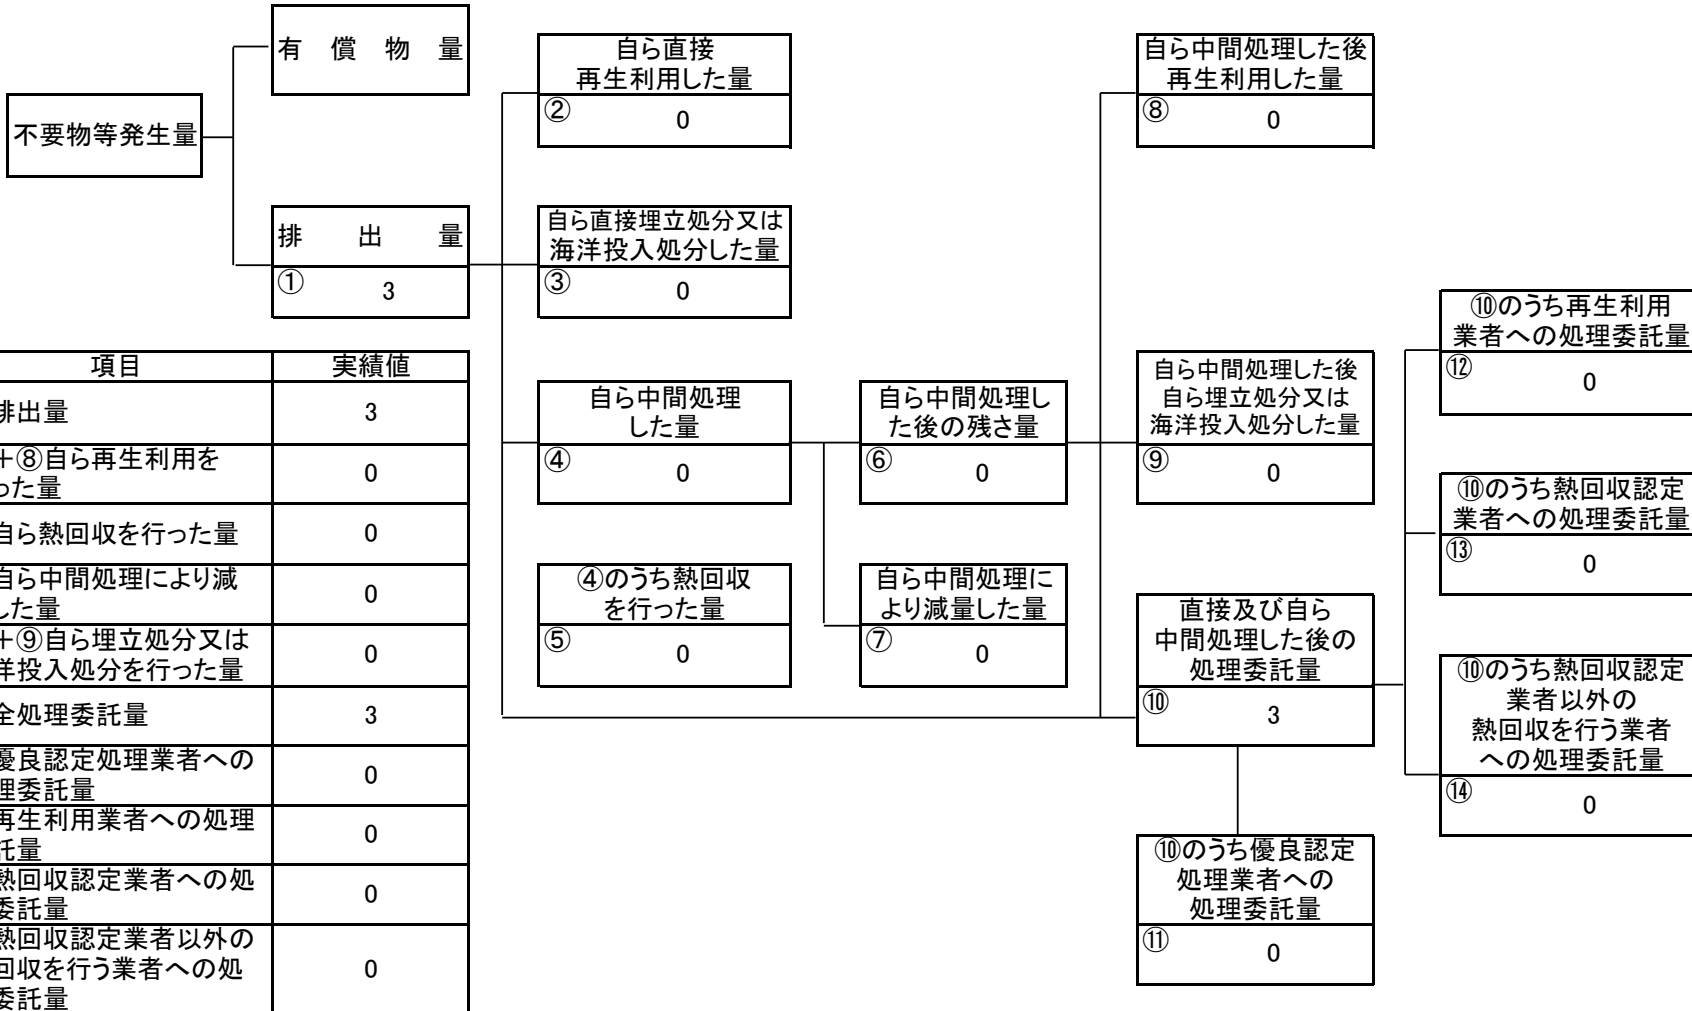 有　償　物　量
不要物等発生量
排　出　量
① 3
自ら直接
再生利用した量
② 0
自ら直接埋立処分又は
海洋投入処分した量
③ 0
自ら中間処理
した量
④ 0
④のうち熱回収
を行った量
⑤ 0
自ら中間処理し
た後の残さ量
⑥ 0
自ら中間処理に
より減量した量
⑦ 0
自ら中間処理した後
再生利用した量
⑧ 0
自ら中間処理した後
自ら埋立処分又は
海洋投入処分した量
⑨ 0
直接及び自ら
中間処理した後の
処理委託量
⑩ 3
⑩のうち優良認定
処理業者への
処理委託量
⑪ 0
⑩のうち再生利用
業者への処理委託量
⑫ 0
⑩のうち熱回収認定
業者への処理委託量
⑬ 0
⑩のうち熱回収認定
業者以外の
熱回収を行う業者
への処理委託量
⑭ 0
項目 実績値
排出量 3
＋⑧自ら再生利用を
った量 0
自ら熱回収を行った量 0
自ら中間処理により減
した量 0
＋⑨自ら埋立処分又は
洋投入処分を行った量 0
全処理委託量 3
優良認定処理業者への
理委託量 0
再生利用業者への処理
託量 0
熱回収認定業者への処
委託量 0
熱回収認定業者以外の
回収を行う業者への処
委託量 0